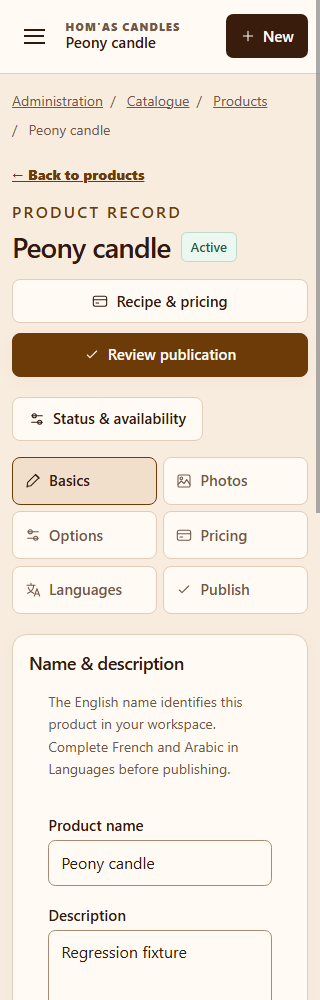 HOM'AS CANDLES
Peony candle
+ New
Administration / Catalogue / Products
/ Peony candle
← Back to products
PRODUCT RECORD
Peony candle Active
Recipe & pricing
Review publication
Status & availability
Basics Photos
Options Pricing
Languages Publish
Name & description
The English name identifies this
product in your workspace.
Complete French and Arabic in
Languages before publishing.
Product name
Peony candle
Description
Regression fixture